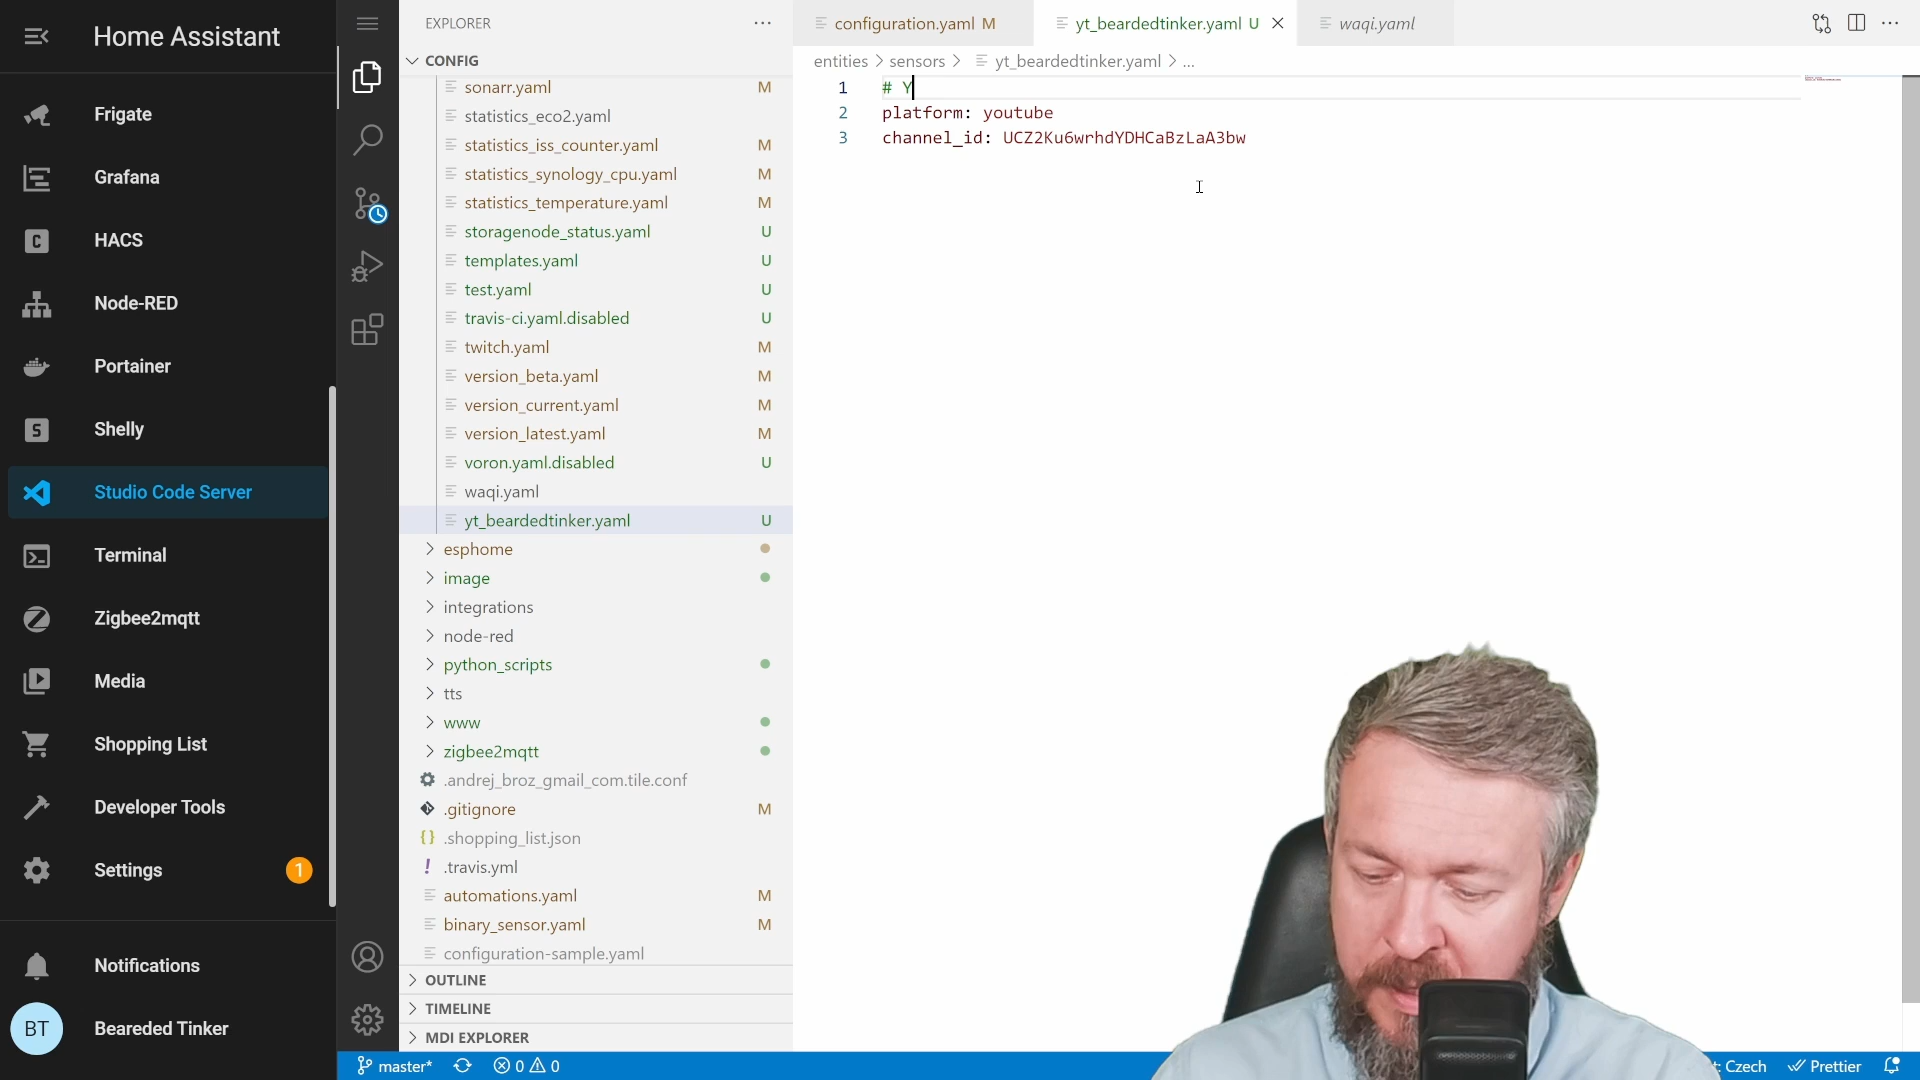 Home Assistant
Frigate
Grafana
HACS
Node-RED
Portainer
Shelly
Studio Code Server
Terminal
Zigbee2mqtt
Media
Shopping List
Developer Tools
Settings
1
Notifications
BT
Beareded Tinker
EXPLORER
CONFIG
sonarr.yaml M
statistics_eco2.yaml
statistics_iss_counter.yaml M
statistics_synology_cpu.yaml M
statistics_temperature.yaml M
storagenode_status.yaml U
templates.yaml U
test.yaml U
travis-ci.yaml.disabled U
twitch.yaml M
version_beta.yaml M
version_current.yaml M
version_latest.yaml M
voron.yaml.disabled U
waqi.yaml
yt_beardedtinker.yaml U
esphome
image
integrations
node-red
python_scripts
tts
www
zigbee2mqtt
.andrej_broz_gmail_com.tile.conf
.gitignore M
.shopping_list.json
.travis.yml
automations.yaml M
binary_sensor.yaml M
configuration-sample.yaml
OUTLINE
TIMELINE
MDI EXPLORER
configuration.yaml M
yt_beardedtinker.yaml U
waqi.yaml
entities > sensors > yt_beardedtinker.yaml > ...
1 # Y
2 platform: youtube
3 channel_id: UCZ2Ku6wrhdYDHCaBzLaA3bw
master* 0 0
: Czech Prettier